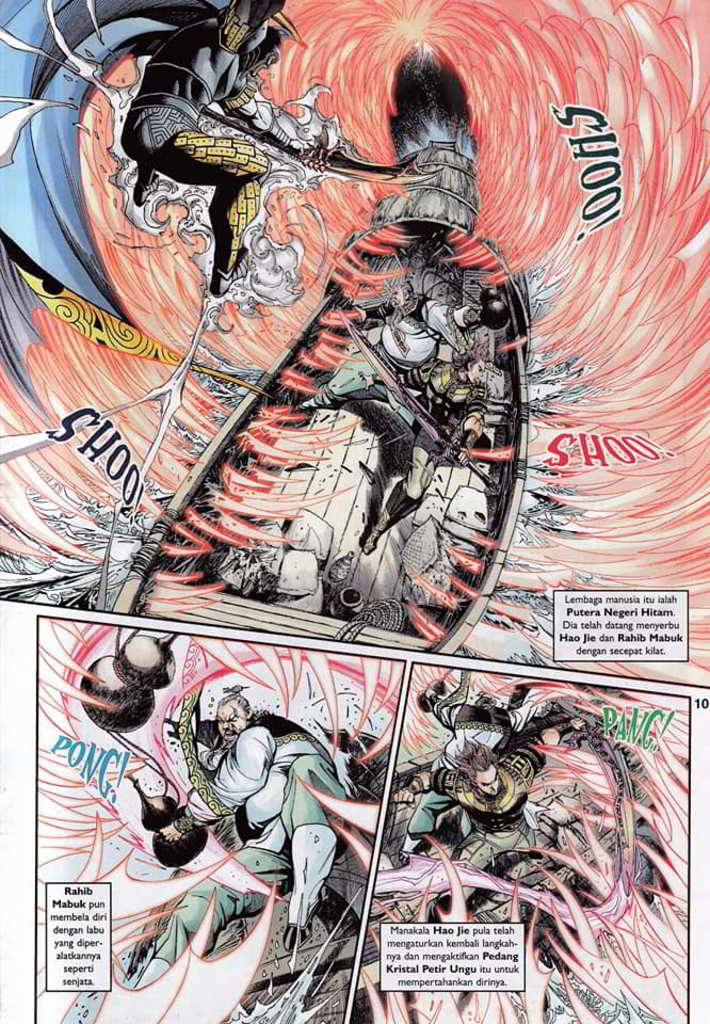 SHOO!
SHOO!
SHOO!
Lembaga manusia itu ialah
Putera Negeri Hitam.
Dia telah datang menyerbu
Hao Jie dan Rahib Mabuk
dengan secepat kilat.
10
PONG!
PANG!
Rahib
Mabuk pun
membela diri
dengan labu
yang diper-
alatkannya
seperti
senjata.
Manakala Hao Jie pula telah
mengaturkan kembali langkah-
nya dan mengaktifkan Pedang
Kristal Petir Ungu itu untuk
mempertahankan dirinya.